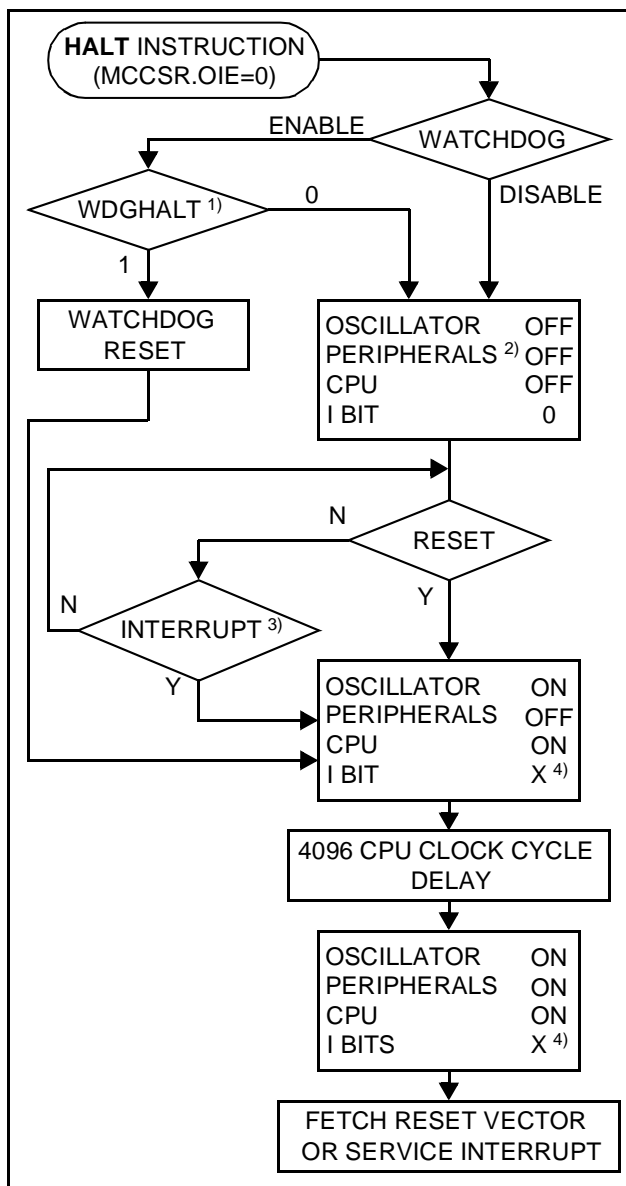 HALT INSTRUCTION
(MCCSR.OIE=0)
ENABLE
WATCHDOG
WDGHALT 1)
0
DISABLE
1
WATCHDOG
RESET
OSCILLATOR OFF
PERIPHERALS 2) OFF
CPU OFF
I BIT 0
N
RESET
N
Y
INTERRUPT 3)
Y
OSCILLATOR ON
PERIPHERALS OFF
CPU ON
I BIT X 4)
4096 CPU CLOCK CYCLE
DELAY
OSCILLATOR ON
PERIPHERALS ON
CPU ON
I BITS X 4)
FETCH RESET VECTOR
OR SERVICE INTERRUPT